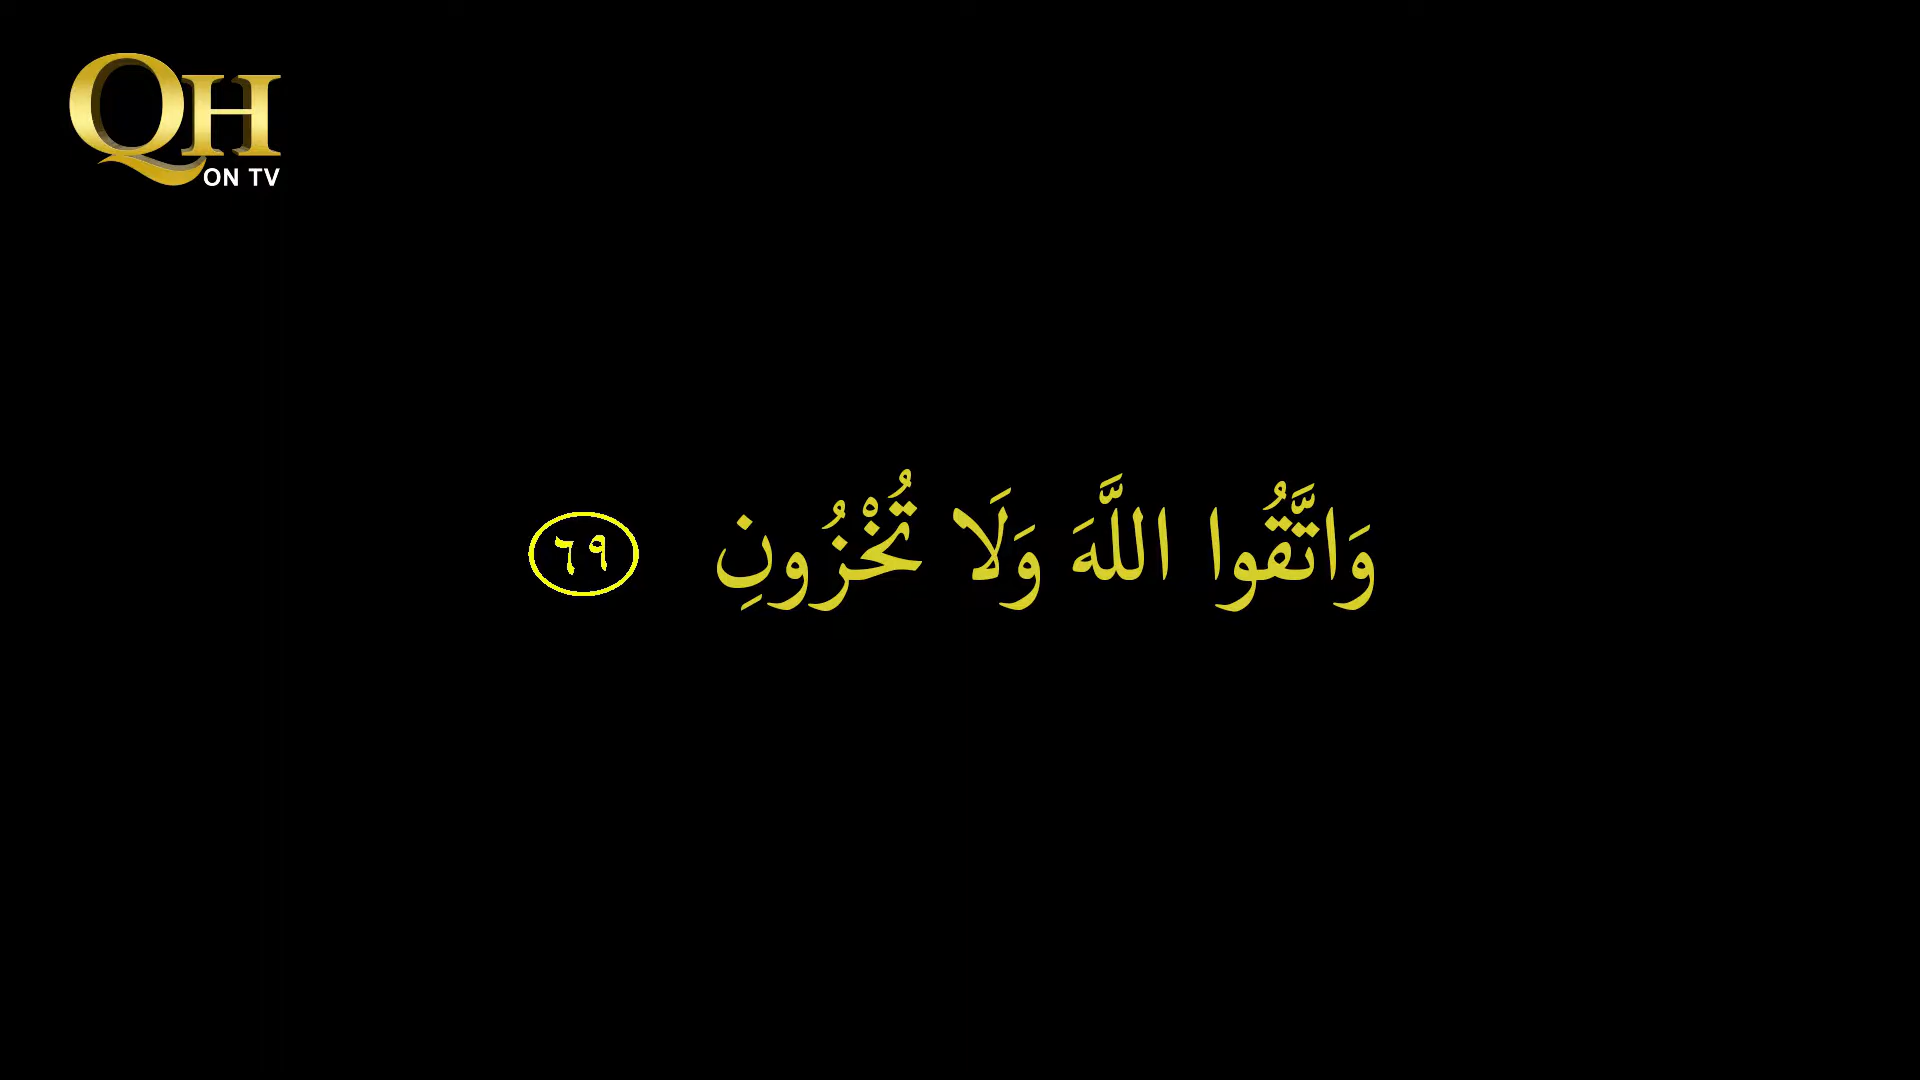 QH
ON TV
وَاتَّقُوا اللَّهَ وَلَا تُخْزُونِ ٦٩